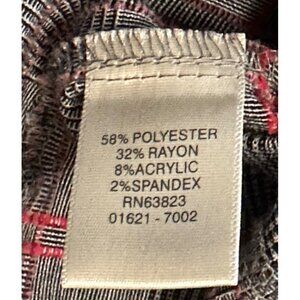 58% POLYESTER
32% RAYON
8% ACRYLIC
2% SPANDEX
RN63823
01621 - 7002